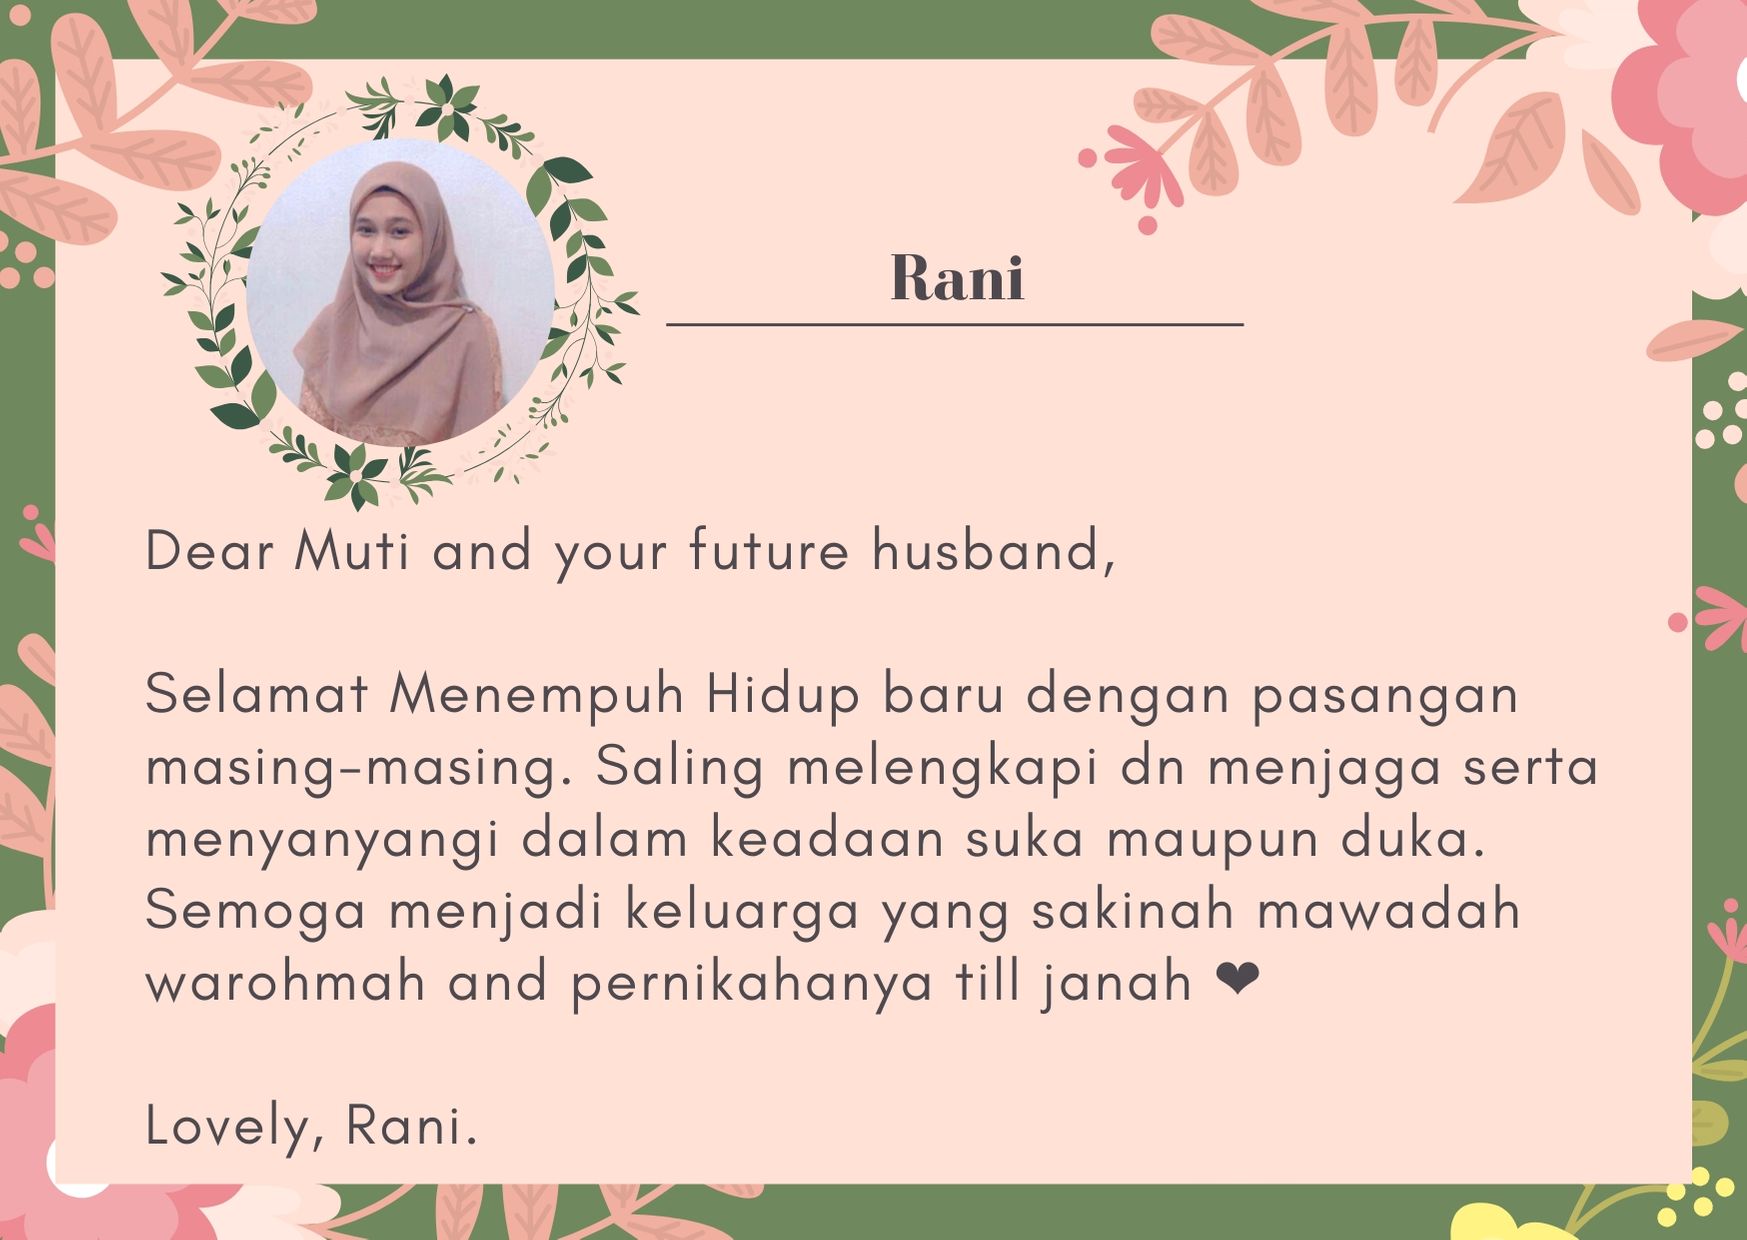 Rani
Dear Muti and your future husband,
Selamat Menempuh Hidup baru dengan pasangan
masing-masing. Saling melengkapi dn menjaga serta
menyanyangi dalam keadaan suka maupun duka.
Semoga menjadi keluarga yang sakinah mawadah
warohmah and pernikahanya till janah ❤
Lovely, Rani.